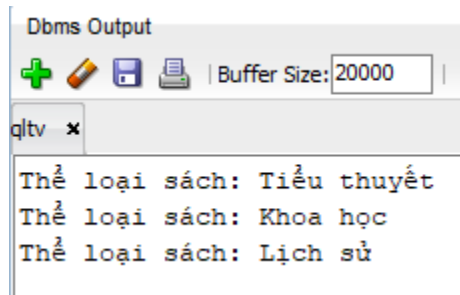 Dbms Output
Buffer Size: 20000
qltv
Thể loại sách: Tiểu thuyết
Thể loại sách: Khoa học
Thể loại sách: Lịch sử